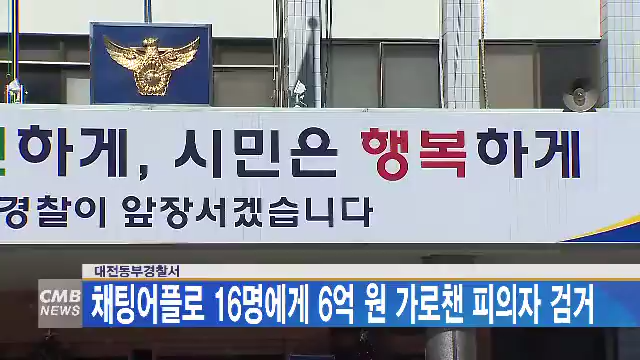 하게, 시민은 행복하게
경찰이 앞장서겠습니다
대전동부경찰서
CMB
NEWS
채팅어플로 16명에게 6억 원 가로챈 피의자 검거